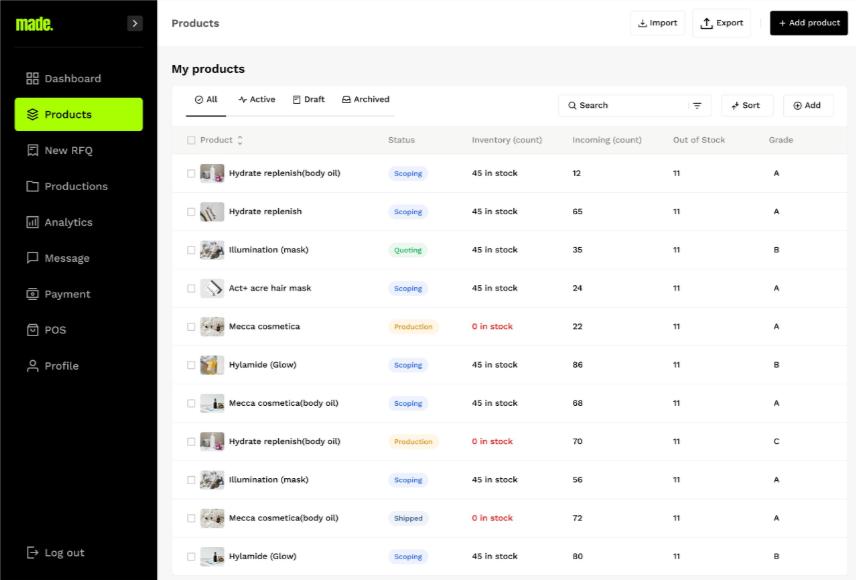 made.
Dashboard
Products
New RFQ
Productions
Analytics
Message
Payment
POS
Profile
Log out
Products
Import
Export
+ Add product
My products
All Active Draft Archived
Search
Sort
Add
Product Status Inventory (count) Incoming (count) Out of Stock Grade
Hydrate replenish(body oil) Scoping 45 in stock 12 11 A
Hydrate replenish Scoping 45 in stock 65 11 A
Illumination (mask) Quoting 45 in stock 35 11 B
Act+ acre hair mask Scoping 45 in stock 24 11 A
Mecca cosmetica Production 0 in stock 22 11 A
Hylamide (Glow) Scoping 45 in stock 86 11 B
Mecca cosmetica(body oil) Scoping 45 in stock 68 11 A
Hydrate replenish(body oil) Production 0 in stock 70 11 C
Illumination (mask) Scoping 45 in stock 56 11 A
Mecca cosmetica(body oil) Shipped 0 in stock 72 11 A
Hylamide (Glow) Scoping 45 in stock 80 11 B